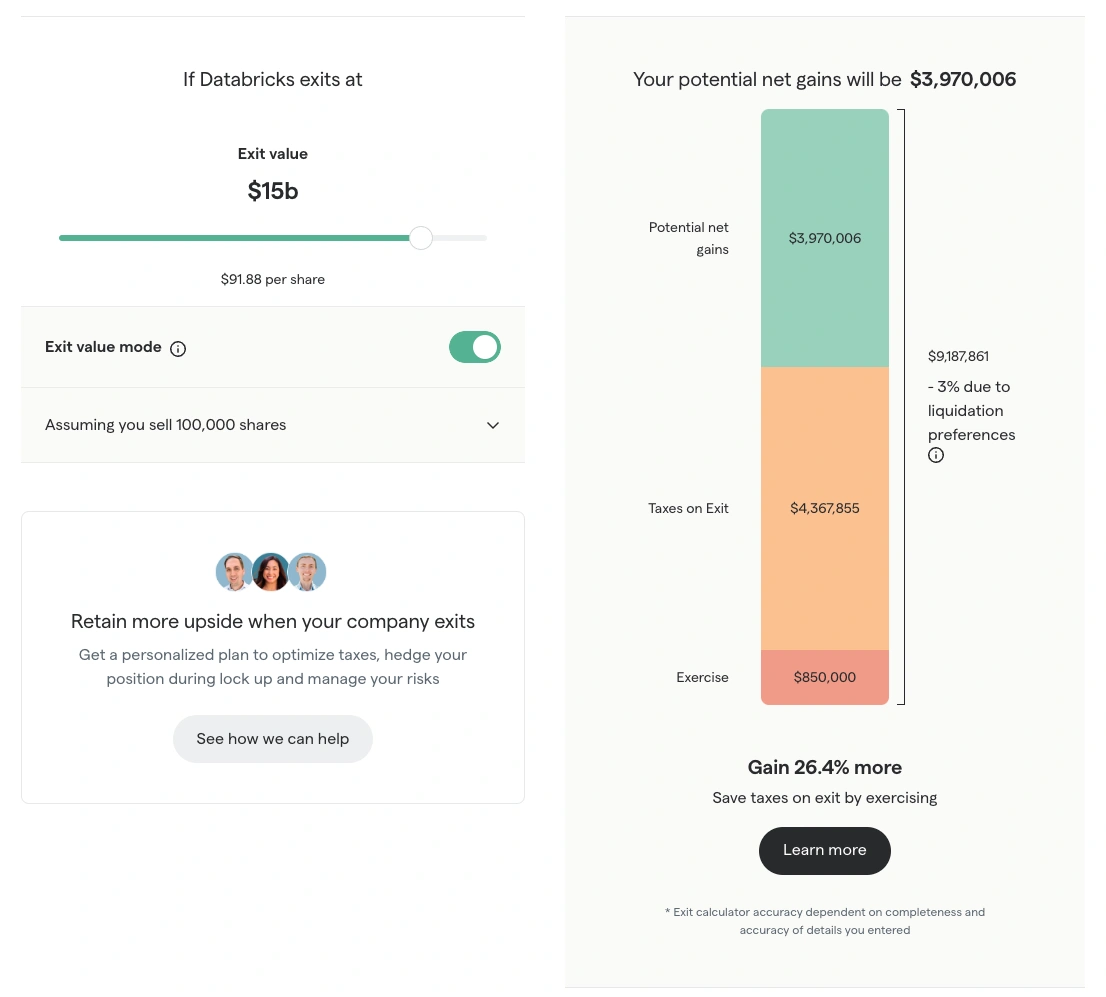 If Databricks exits at
Exit value
$15b
$91.88 per share
Exit value mode
Assuming you sell 100,000 shares
Retain more upside when your company exits
Get a personalized plan to optimize taxes, hedge your
position during lock up and manage your risks
See how we can help
Your potential net gains will be $3,970,006
Potential net
gains
$3,970,006
$9,187,861
- 3% due to
liquidation
preferences
Taxes on Exit
$4,367,855
Exercise
$850,000
Gain 26.4% more
Save taxes on exit by exercising
Learn more
* Exit calculator accuracy dependent on completeness and
accuracy of details you entered